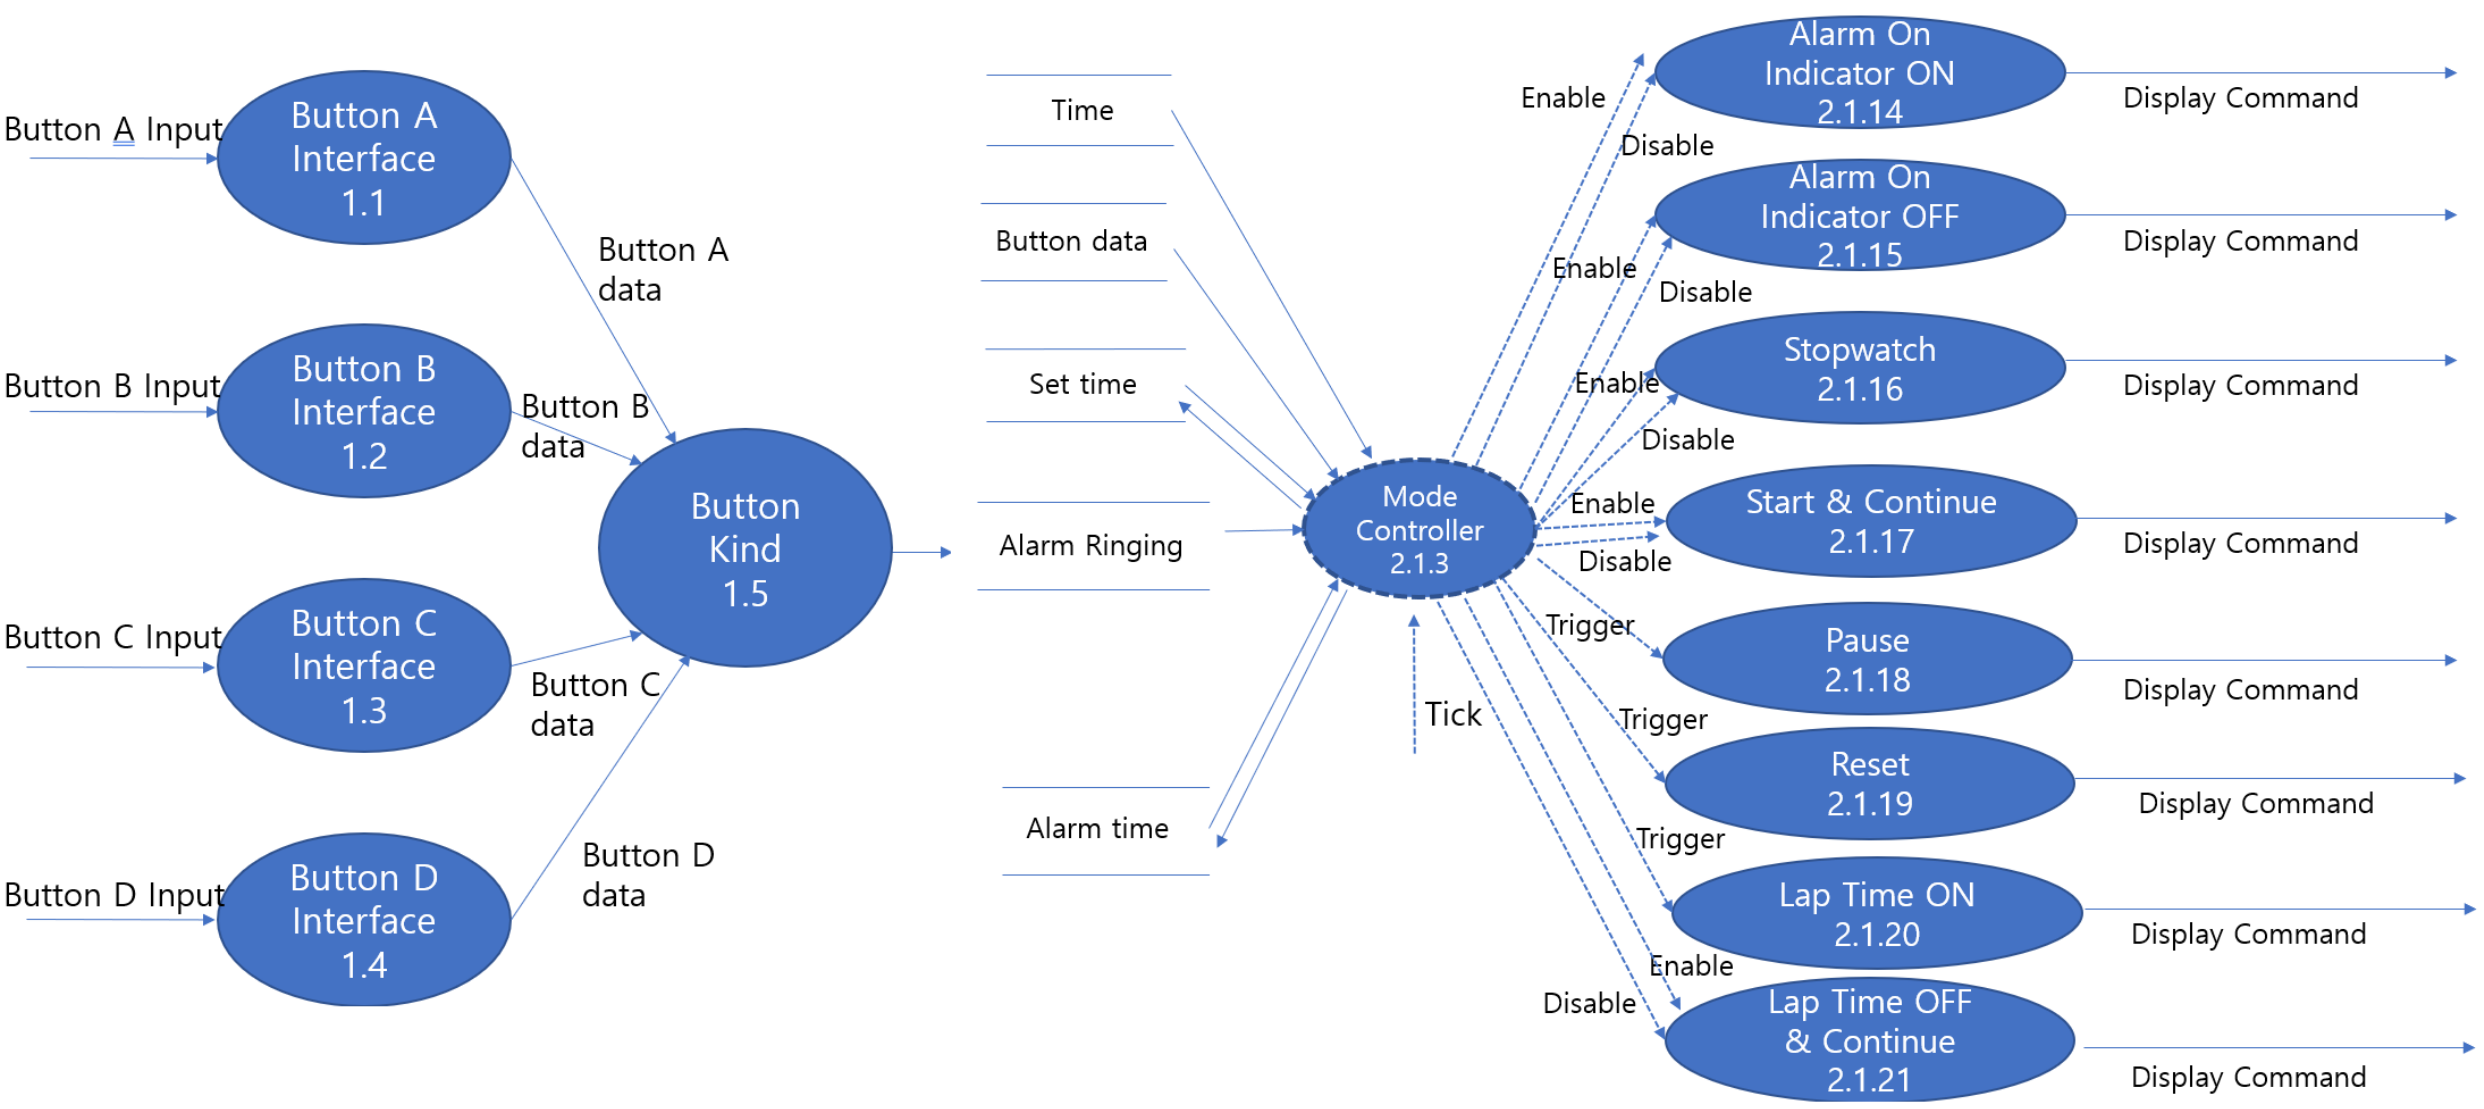 Button A Input
Button A
Interface
1.1
Button A
data
Button B Input
Button B
Interface
1.2
Button B
data
Button C Input
Button C
Interface
1.3
Button C
data
Button D Input
Button D
Interface
1.4
Button D
data
Button
Kind
1.5
Time
Button data
Set time
Alarm Ringing
Alarm time
Mode
Controller
2.1.3
Tick
Enable
Disable
Alarm On
Indicator ON
2.1.14
Display Command
Enable
Disable
Alarm On
Indicator OFF
2.1.15
Display Command
Enable
Disable
Stopwatch
2.1.16
Display Command
Enable
Disable
Start & Continue
2.1.17
Display Command
Trigger
Pause
2.1.18
Display Command
Trigger
Reset
2.1.19
Display Command
Trigger
Lap Time ON
2.1.20
Display Command
Enable
Disable
Lap Time OFF
& Continue
2.1.21
Display Command